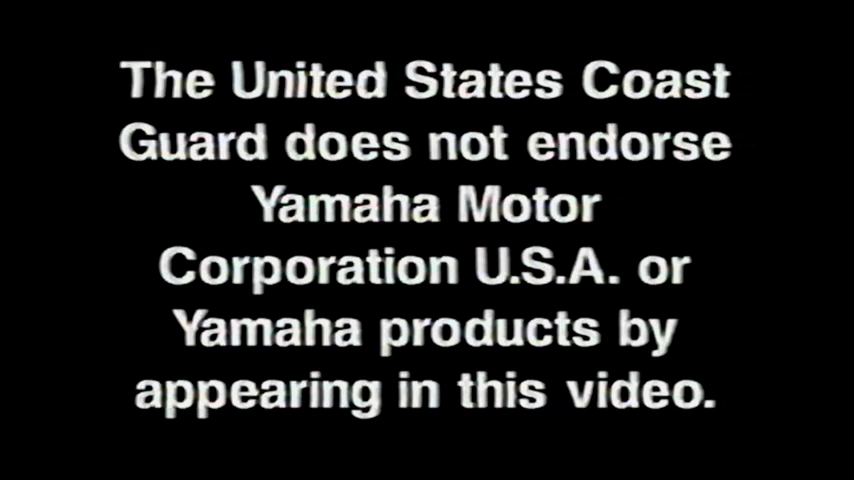 The United States Coast
Guard does not endorse
Yamaha Motor
Corporation U.S.A. or
Yamaha products by
appearing in this video.